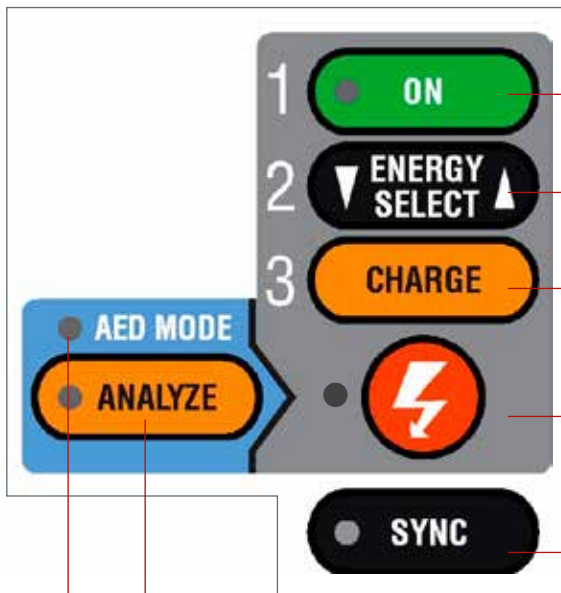 1 ON
2 ENERGY
SELECT
3 CHARGE
AED MODE
ANALYZE
SYNC